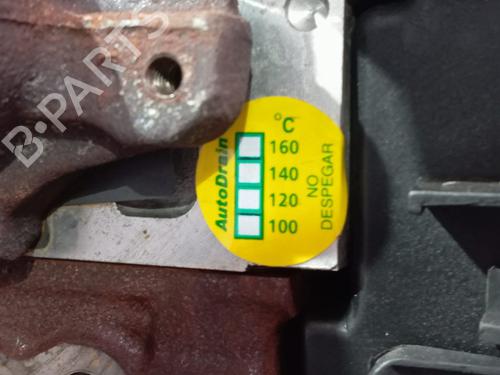 B-PARTS
°C
AutoDrain
160
140
120
100
NO
DESPEGAR